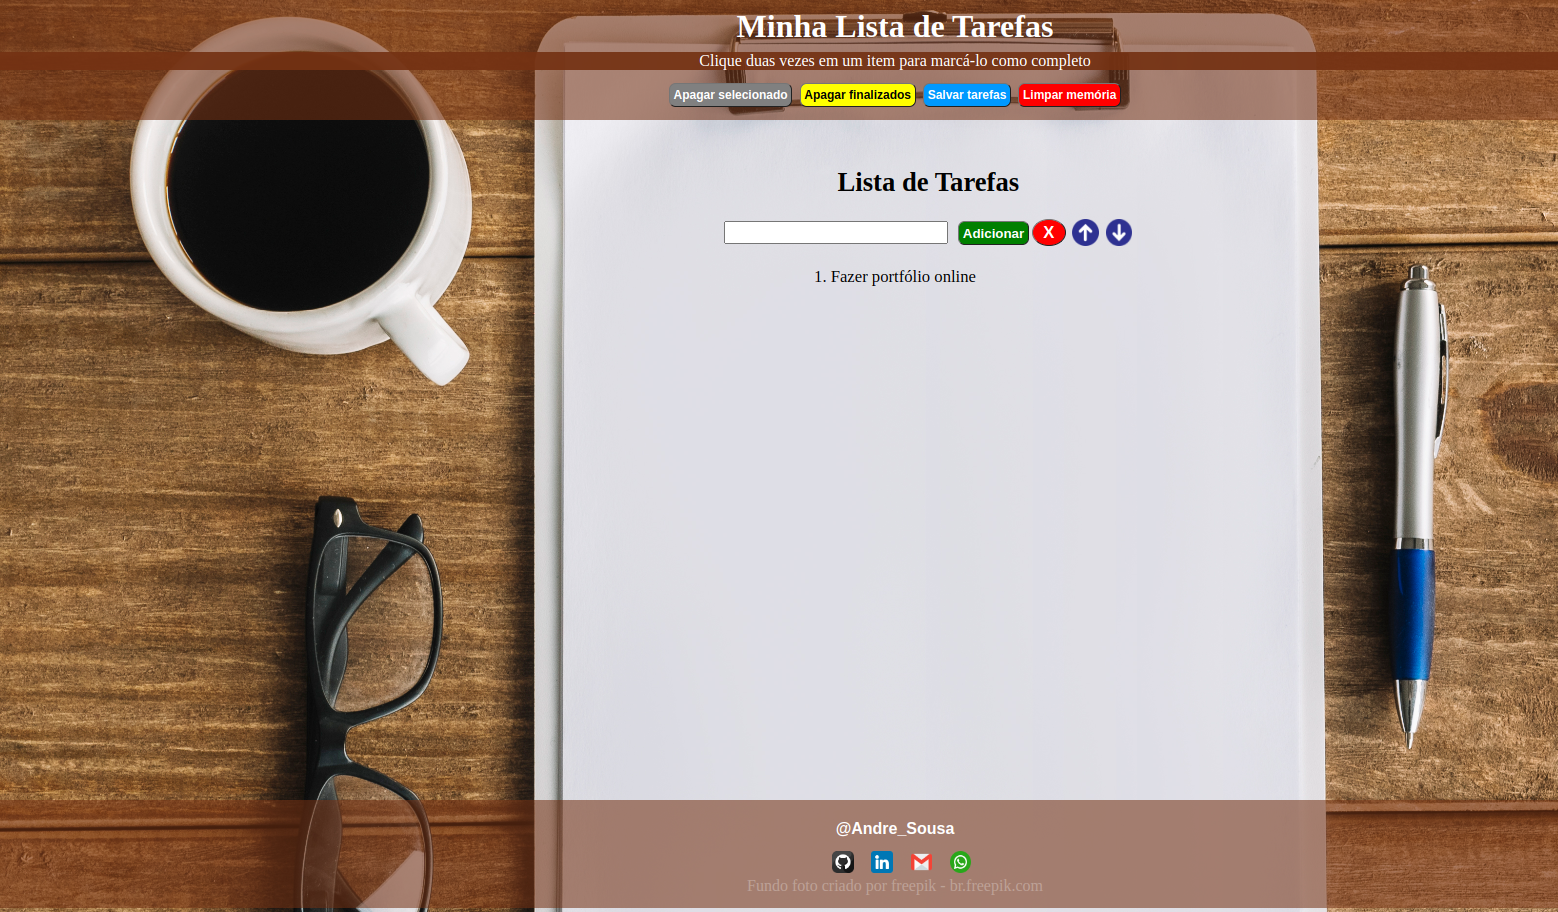 Minha Lista de Tarefas
Clique duas vezes em um item para marcá-lo como completo
Apagar selecionado Apagar finalizados Salvar tarefas Limpar memória
Lista de Tarefas
Adicionar X
1. Fazer portfólio online
@Andre_Sousa
in
Fundo foto criado por freepik - br.freepik.com